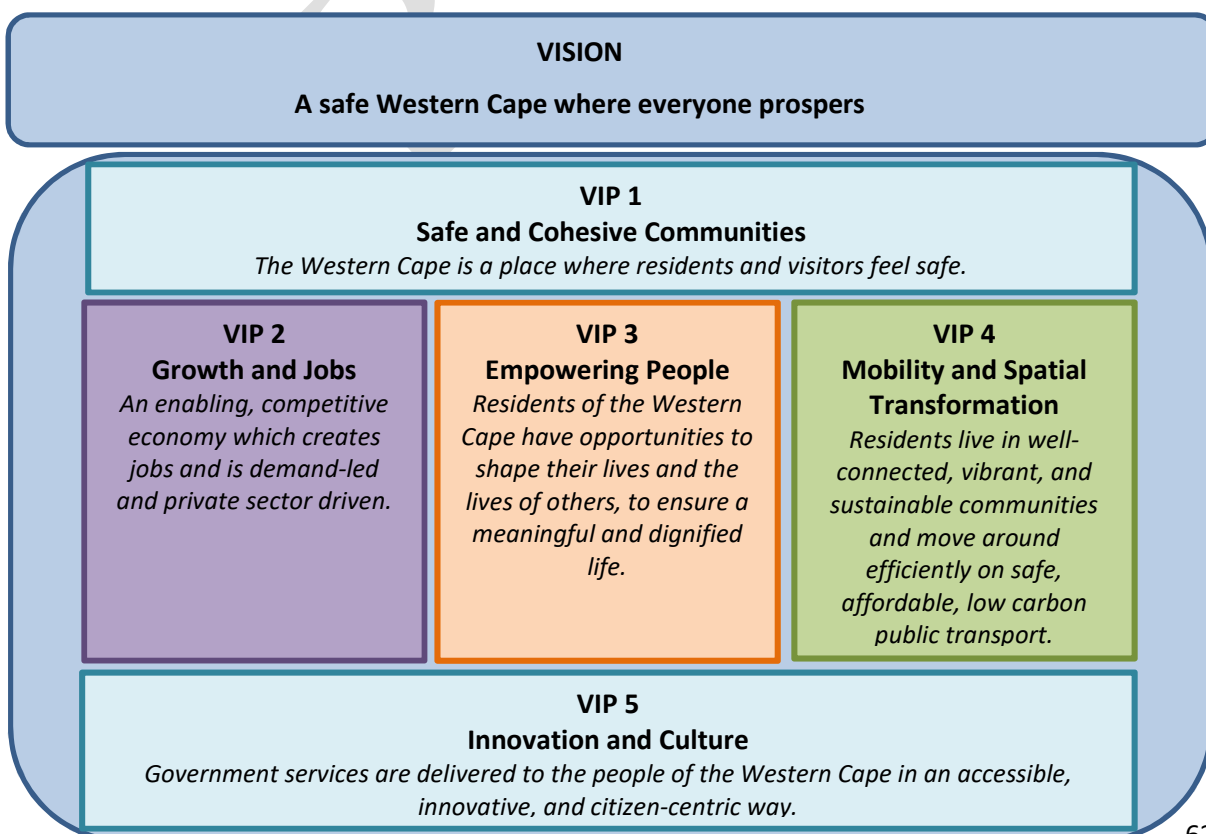 VISION
A safe Western Cape where everyone prospers
VIP 1
Safe and Cohesive Communities
The Western Cape is a place where residents and visitors feel safe.
VIP 2
Growth and Jobs
An enabling, competitive
economy which creates
jobs and is demand-led
and private sector driven.
VIP 3
Empowering People
Residents of the Western
Cape have opportunities to
shape their lives and the
lives of others, to ensure a
meaningful and dignified
life.
VIP 4
Mobility and Spatial
Transformation
Residents live in well-
connected, vibrant, and
sustainable communities
and move around
efficiently on safe,
affordable, low carbon
public transport.
VIP 5
Innovation and Culture
Government services are delivered to the people of the Western Cape in an accessible,
innovative, and citizen-centric way.